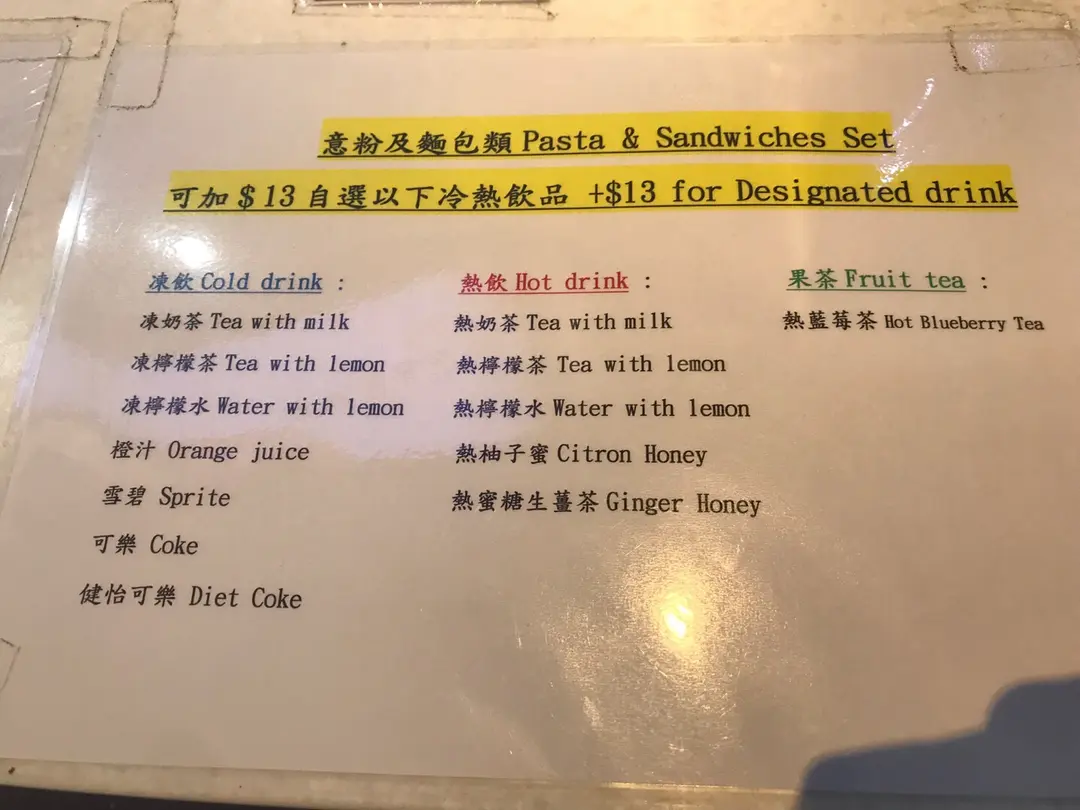 意粉及麵包類 Pasta & Sandwiches Set
可加 $13 自選以下冷熱飲品 +$13 for Designated drink
凍飲 Cold drink :
凍奶茶 Tea with milk
凍檸檬茶 Tea with lemon
凍檸檬水 Water with lemon
橙汁 Orange juice
雪碧 Sprite
可樂 Coke
健怡可樂 Diet Coke
熱飲 Hot drink :
熱奶茶 Tea with milk
熱檸檬茶 Tea with lemon
熱檸檬水 Water with lemon
熱柚子蜜 Citron Honey
熱蜜糖生薑茶 Ginger Honey
果茶 Fruit tea :
熱藍莓茶 Hot Blueberry Tea